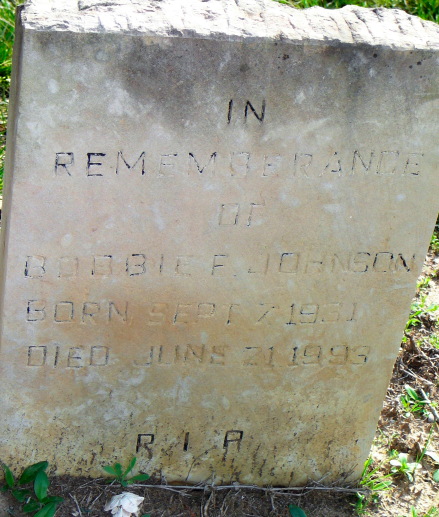 IN
REMEMBERANCE
OF
BOBBIE F. JOHNSON
BORN SEPT 7 1931
DIED JUNE 21 1993
R I P